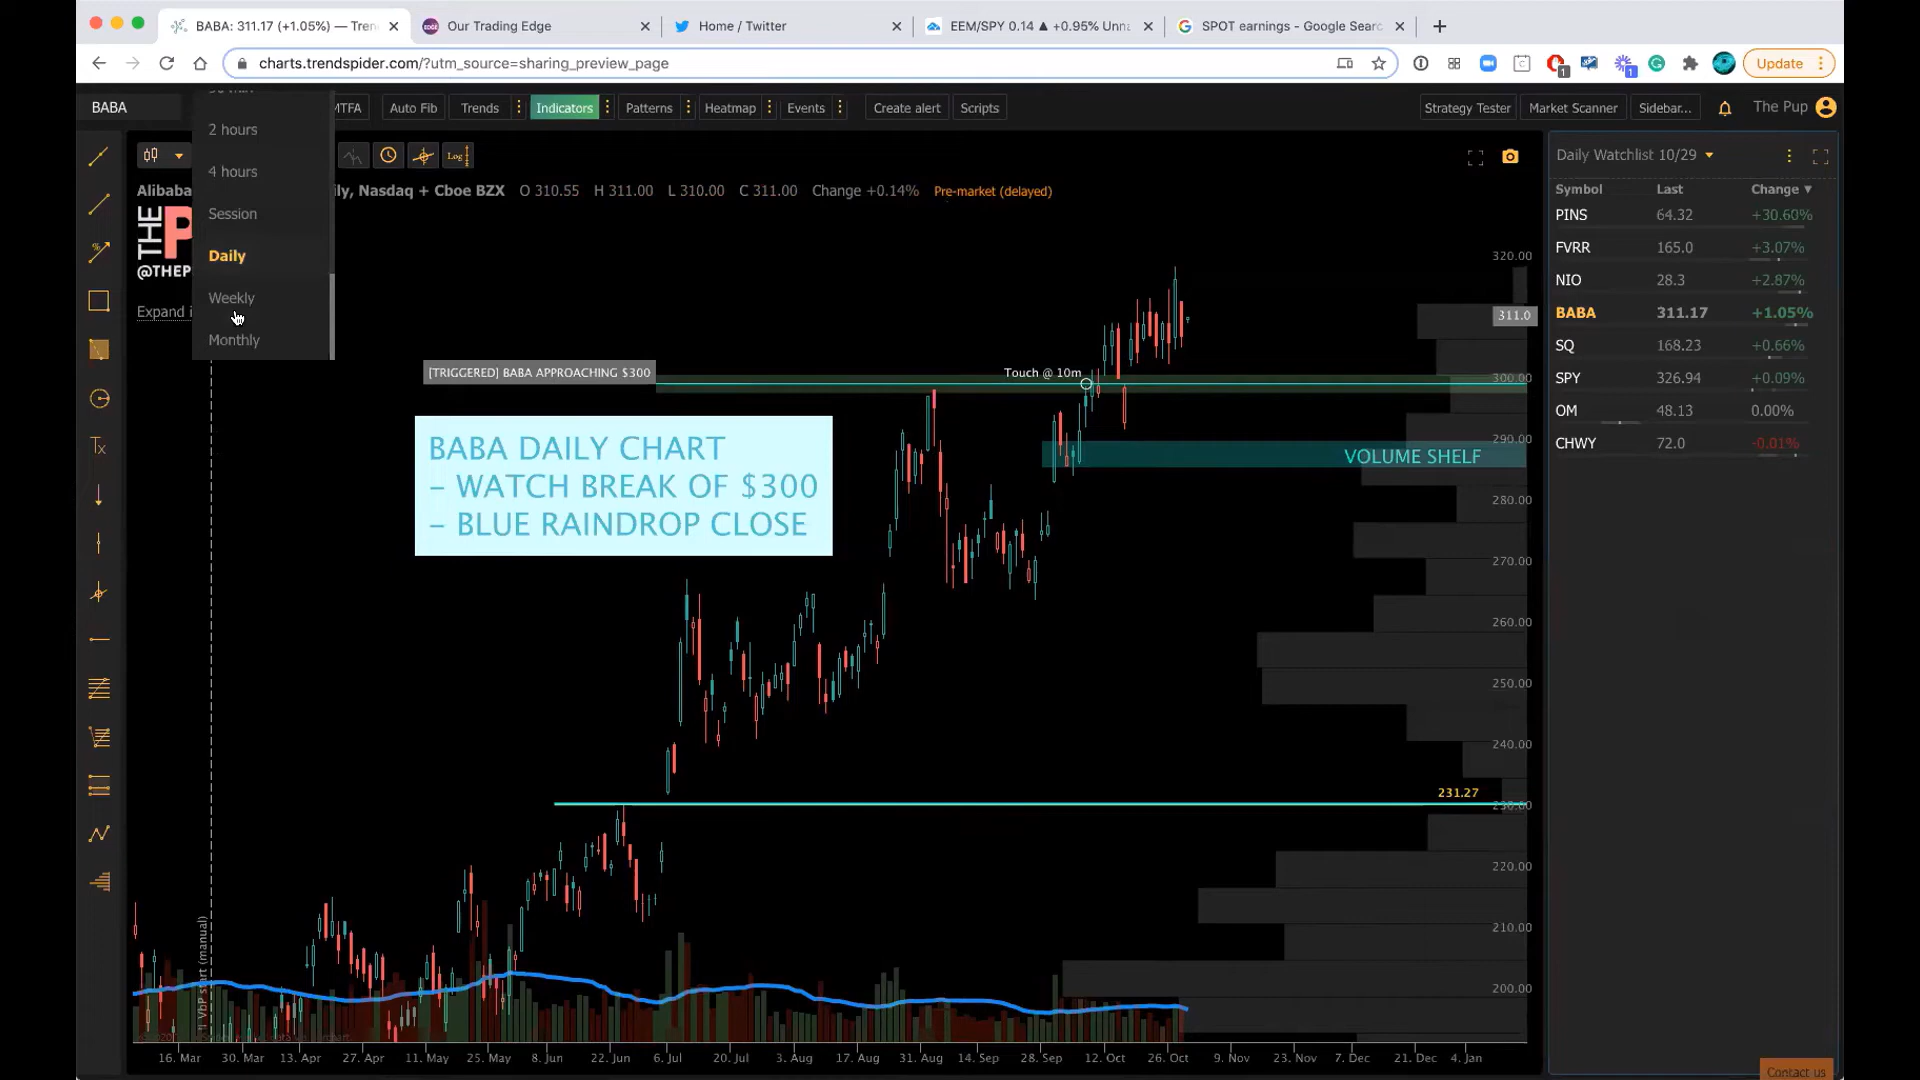 BABA: 311.17 (+1.05%) — Tren
Our Trading Edge
Home / Twitter
EEM/SPY 0.14 ▲ +0.95% Unna
SPOT earnings - Google Searc
charts.trendspider.com/?utm_source=sharing_preview_page
1
1
Update
BABA
MTFA
Auto Fib
Trends
Indicators
Patterns
Heatmap
Events
Create alert
Scripts
Strategy Tester
Market Scanner
Sidebar...
The Pup
2 hours
4 hours
Session
Daily
Weekly
Monthly
Log
Alibaba
ily, Nasdaq + Cboe BZX O 310.55 H 311.00 L 310.00 C 311.00 Change +0.14% Pre-market (delayed)
THE P
@THEP
Expand i
Daily Watchlist 10/29
Symbol Last Change ▼
PINS 64.32 +30.60%
FVRR 165.0 +3.07%
NIO 28.3 +2.87%
BABA 311.17 +1.05%
SQ 168.23 +0.66%
SPY 326.94 +0.09%
OM 48.13 0.00%
CHWY 72.0 -0.01%
[TRIGGERED] BABA APPROACHING $300
Touch @ 10m
BABA DAILY CHART
– WATCH BREAK OF $300
– BLUE RAINDROP CLOSE
VOLUME SHELF
231.27
320.00
311.0
300.00
290.00
280.00
270.00
260.00
250.00
240.00
230.00
220.00
210.00
200.00
VbP start (manual)
16. Mar 30. Mar 13. Apr 27. Apr 11. May 25. May 8. Jun 22. Jun 6. Jul 20. Jul 3. Aug 17. Aug 31. Aug 14. Sep 28. Sep 12. Oct 26. Oct 9. Nov 23. Nov 7. Dec 21. Dec 4. Jan
Contact us